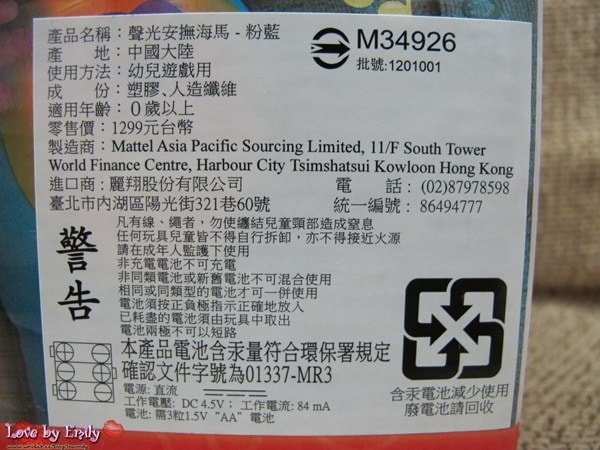 產品名稱：聲光安撫海馬 - 粉藍
產　　地：中國大陸
使用方法：幼兒遊戲用
成　　份：塑膠、人造纖維
適用年齡：０歲以上
零售價：1299元台幣
M34926
批號:1201001
製造商：Mattel Asia Pacific Sourcing Limited, 11/F South Tower
World Finance Centre, Harbour City Tsimshatsui Kowloon Hong Kong
進口商：麗翔股份有限公司　電　　話：(02)87978598
臺北市內湖區陽光街321巷60號　統一編號：86494777
警告
凡有線、繩者，勿使纏結兒童頸部造成窒息
任何玩具兒童皆不得自行拆卸，亦不得接近火源
請在成年人監護下使用
非充電電池不可充電
非同類電池或新舊電池不可混合使用
相同或同類型的電池才可一併使用
電池須按正負極指示正確地放入
已耗盡的電池須由玩具中取出
電池兩極不可以短路
本產品電池含汞量符合環保署規定
確認文件字號為01337-MR3
電源: 直流
工作電壓: DC 4.5V；工作電流: 84 mA
電池: 需3粒1.5V “AA” 電池
含汞電池減少使用
廢電池請回收
Love by Emily